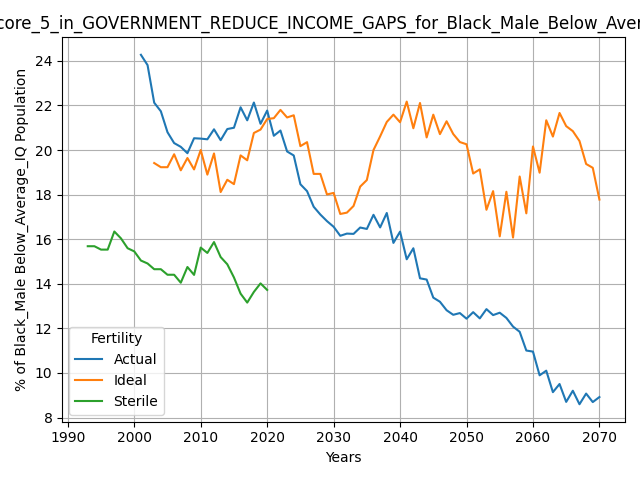 core_5_in_GOVERNMENT_REDUCE_INCOME_GAPS_for_Black_Male_Below_Aver
% of Black_Male Below_Average_IQ Population
24
22
20
18
16
14
12
10
8
Fertility
Actual
Ideal
Sterile
1990 2000 2010 2020 2030 2040 2050 2060 2070
Years